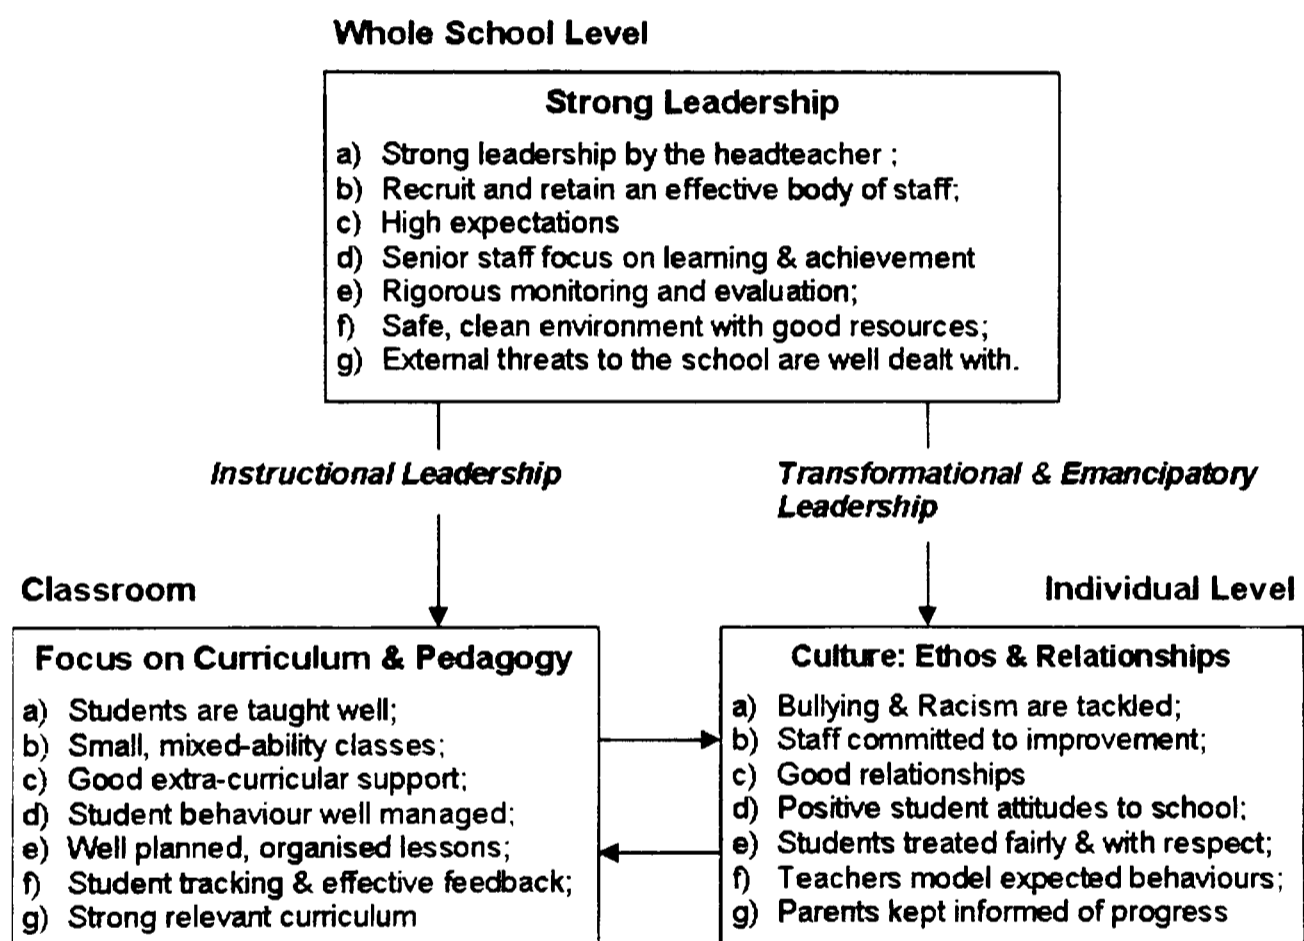 Whole School Level
Strong Leadership
a) Strong leadership by the headteacher ;
b) Recruit and retain an effective body of staff;
c) High expectations
d) Senior staff focus on learning & achievement
e) Rigorous monitoring and evaluation;
f) Safe, clean environment with good resources;
g) External threats to the school are well dealt with.
Instructional Leadership
Transformational & Emancipatory
Leadership
Classroom
Focus on Curriculum & Pedagogy
a) Students are taught well;
b) Small, mixed-ability classes;
c) Good extra-curricular support;
d) Student behaviour well managed;
e) Well planned, organised lessons;
f) Student tracking & effective feedback;
g) Strong relevant curriculum
Individual Level
Culture: Ethos & Relationships
a) Bullying & Racism are tackled;
b) Staff committed to improvement;
c) Good relationships
d) Positive student attitudes to school;
e) Students treated fairly & with respect;
f) Teachers model expected behaviours;
g) Parents kept informed of progress